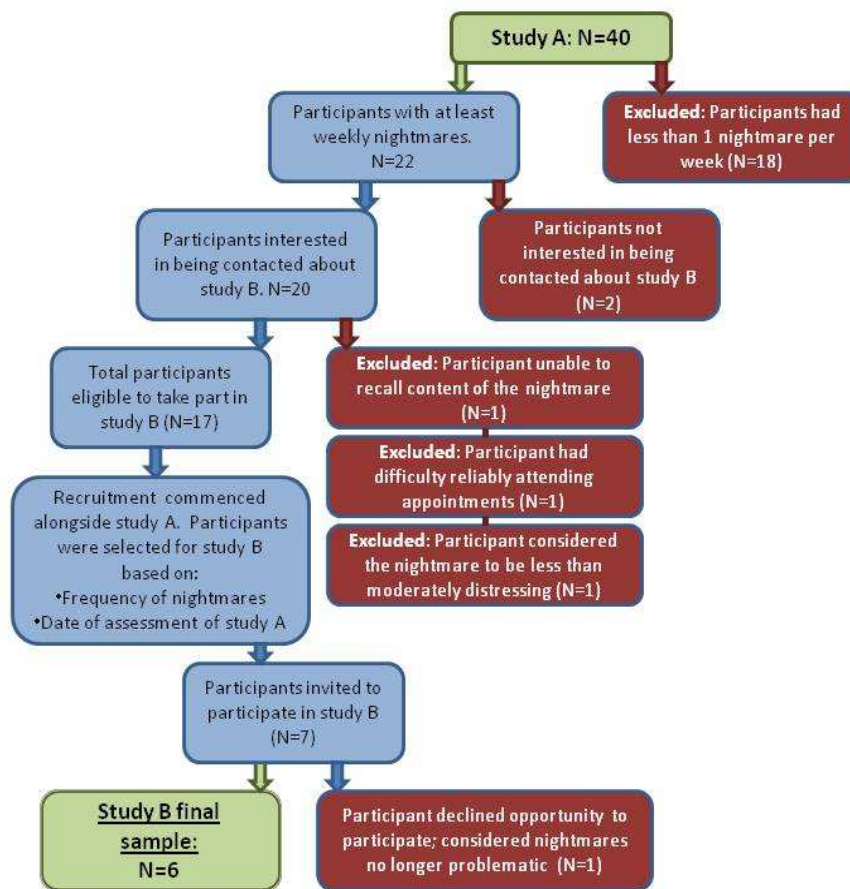 Study A: N=40
Participants with at least
weekly nightmares.
N=22
Excluded: Participants had
less than 1 nightmare per
week (N=18)
Participants interested
in being contacted about
study B. N=20
Participants not
interested in being
contacted about study B
(N=2)
Total participants
eligible to take part in
study B (N=17)
Excluded: Participant unable to
recall content of the nightmare
(N=1)
Excluded: Participant had
difficulty reliably attending
appointments (N=1)
Excluded: Participant considered
the nightmare to be less than
moderately distressing (N=1)
Recruitment commenced
alongside study A. Participants
were selected for study B
based on:
•Frequency of nightmares
•Date of assessment of study A
Participants invited to
participate in study B
(N=7)
Study B final
sample:
N=6
Participant declined opportunity to
participate; considered nightmares
no longer problematic (N=1)